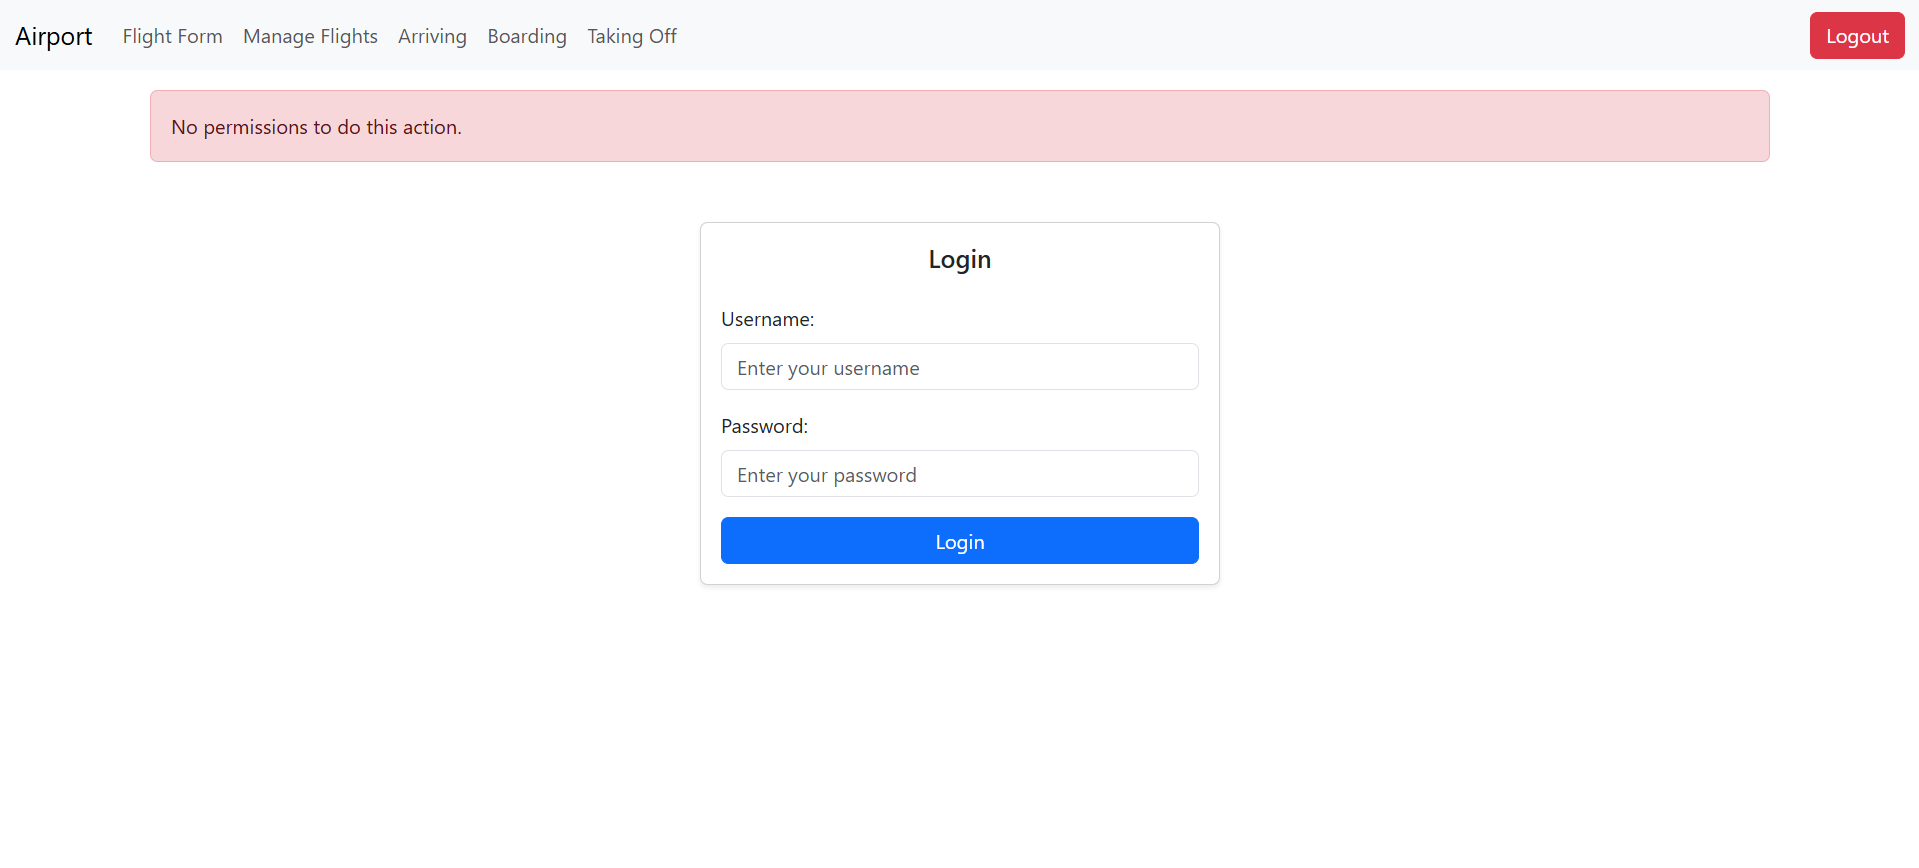 Airport Flight Form Manage Flights Arriving Boarding Taking Off Logout
No permissions to do this action.
Login
Username:
Enter your username
Password:
Enter your password
Login